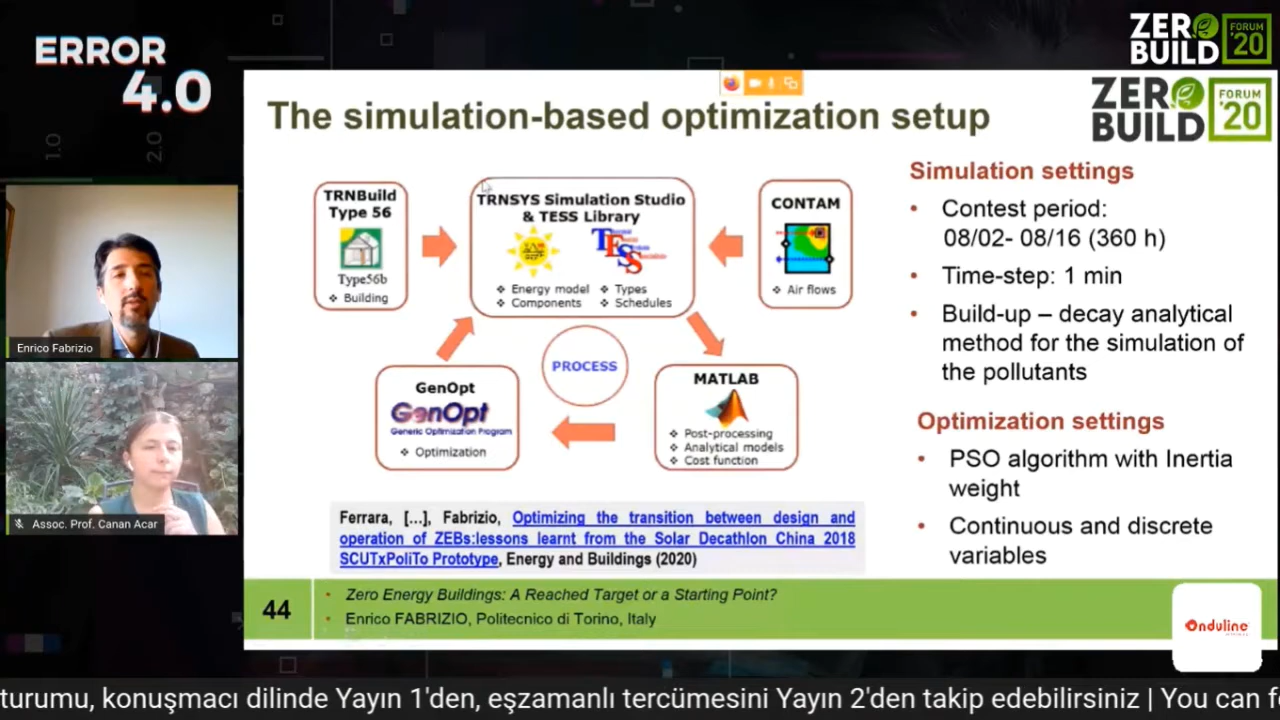 ERROR
4.0
1.0
2.0
ZERO
BUILD
FORUM
'20
The simulation-based optimization setup
ZERO
BUILD
FORUM
'20
TRNBuild
Type 56
Type56b
❖ Building
TRNSYS Simulation Studio
& TESS Library
TESS
❖ Energy model
❖ Types
❖ Components
❖ Schedules
CONTAM
❖ Air flows
PROCESS
GenOpt
GenOpt
Generic Optimization Program
❖ Optimization
MATLAB
❖ Post-processing
❖ Analytical models
❖ Cost function
Simulation settings
• Contest period:
08/02- 08/16 (360 h)
• Time-step: 1 min
• Build-up – decay analytical
method for the simulation of
the pollutants
Optimization settings
• PSO algorithm with Inertia
weight
• Continuous and discrete
variables
Ferrara, [...], Fabrizio, Optimizing the transition between design and
operation of ZEBs:lessons learnt from the Solar Decathlon China 2018
SCUTxPoliTo Prototype, Energy and Buildings (2020)
Enrico Fabrizio
Assoc. Prof. Canan Acar
44
• Zero Energy Buildings: A Reached Target or a Starting Point?
• Enrico FABRIZIO, Politecnico di Torino, Italy
Onduline
turumu, konuşmacı dilinde Yayın 1'den, eşzamanlı tercümesini Yayın 2'den takip edebilirsiniz | You can f